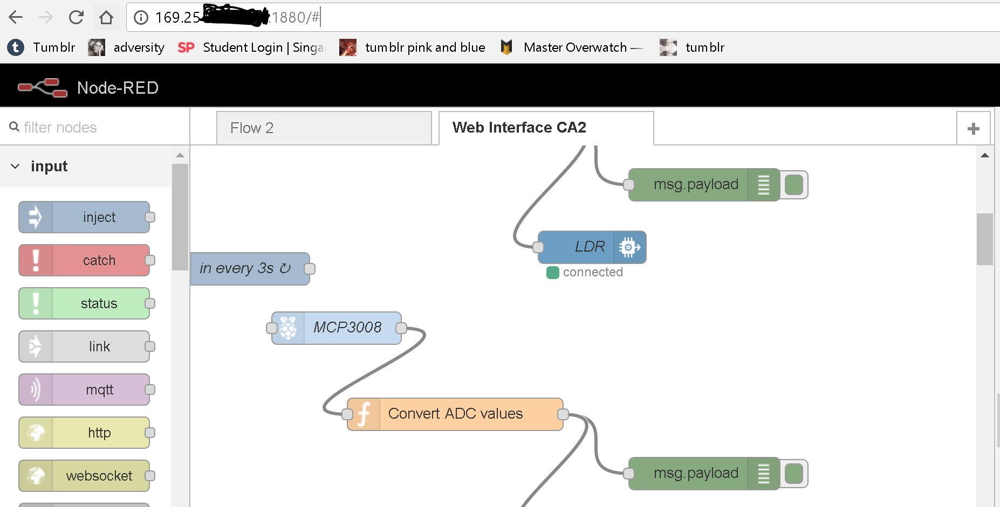 169.25 :1880/#
Tumblr adversity SP Student Login | Singa tumblr pink and blue Master Overwatch — tumblr
Node-RED
filter nodes
Flow 2
Web Interface CA2
input
inject
catch
status
link
mqtt
http
websocket
msg.payload
LDR
connected
in every 3s ↻
MCP3008
Convert ADC values
msg.payload